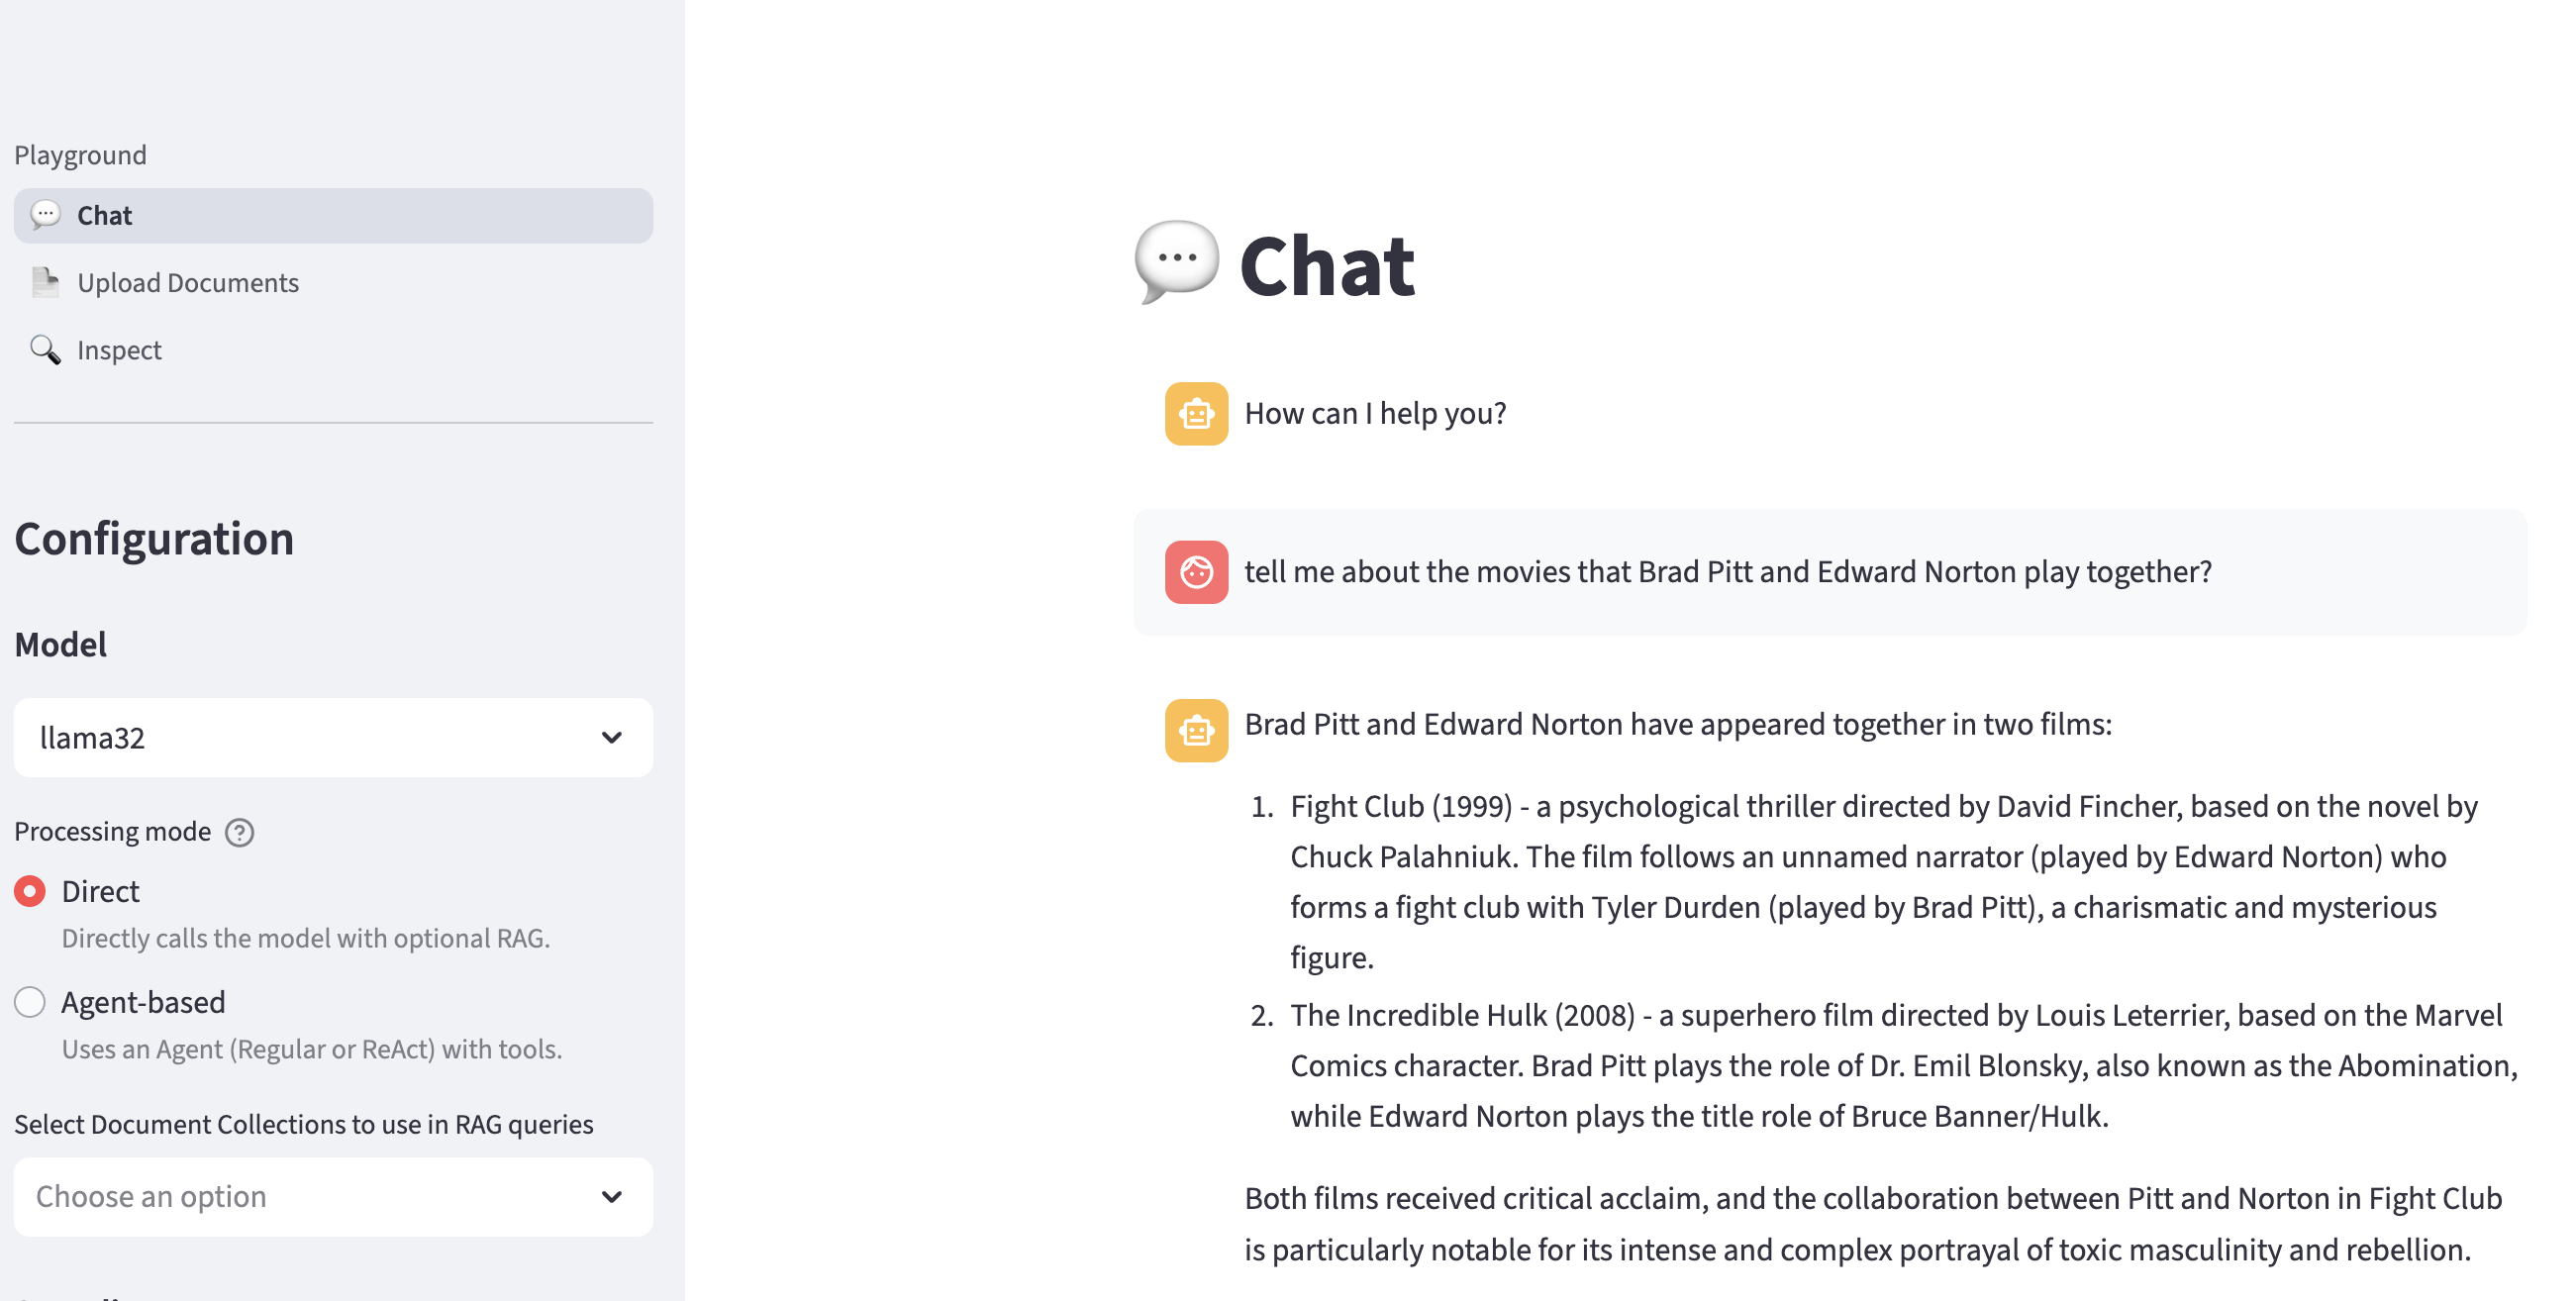 Playground
Chat
Upload Documents
Inspect
Configuration
Model
llama32
Processing mode
Direct
Directly calls the model with optional RAG.
Agent-based
Uses an Agent (Regular or ReAct) with tools.
Select Document Collections to use in RAG queries
Choose an option
Chat
How can I help you?
tell me about the movies that Brad Pitt and Edward Norton play together?
Brad Pitt and Edward Norton have appeared together in two films:
1. Fight Club (1999) - a psychological thriller directed by David Fincher, based on the novel by
Chuck Palahniuk. The film follows an unnamed narrator (played by Edward Norton) who
forms a fight club with Tyler Durden (played by Brad Pitt), a charismatic and mysterious
figure.
2. The Incredible Hulk (2008) - a superhero film directed by Louis Leterrier, based on the Marvel
Comics character. Brad Pitt plays the role of Dr. Emil Blonsky, also known as the Abomination,
while Edward Norton plays the title role of Bruce Banner/Hulk.
Both films received critical acclaim, and the collaboration between Pitt and Norton in Fight Club
is particularly notable for its intense and complex portrayal of toxic masculinity and rebellion.